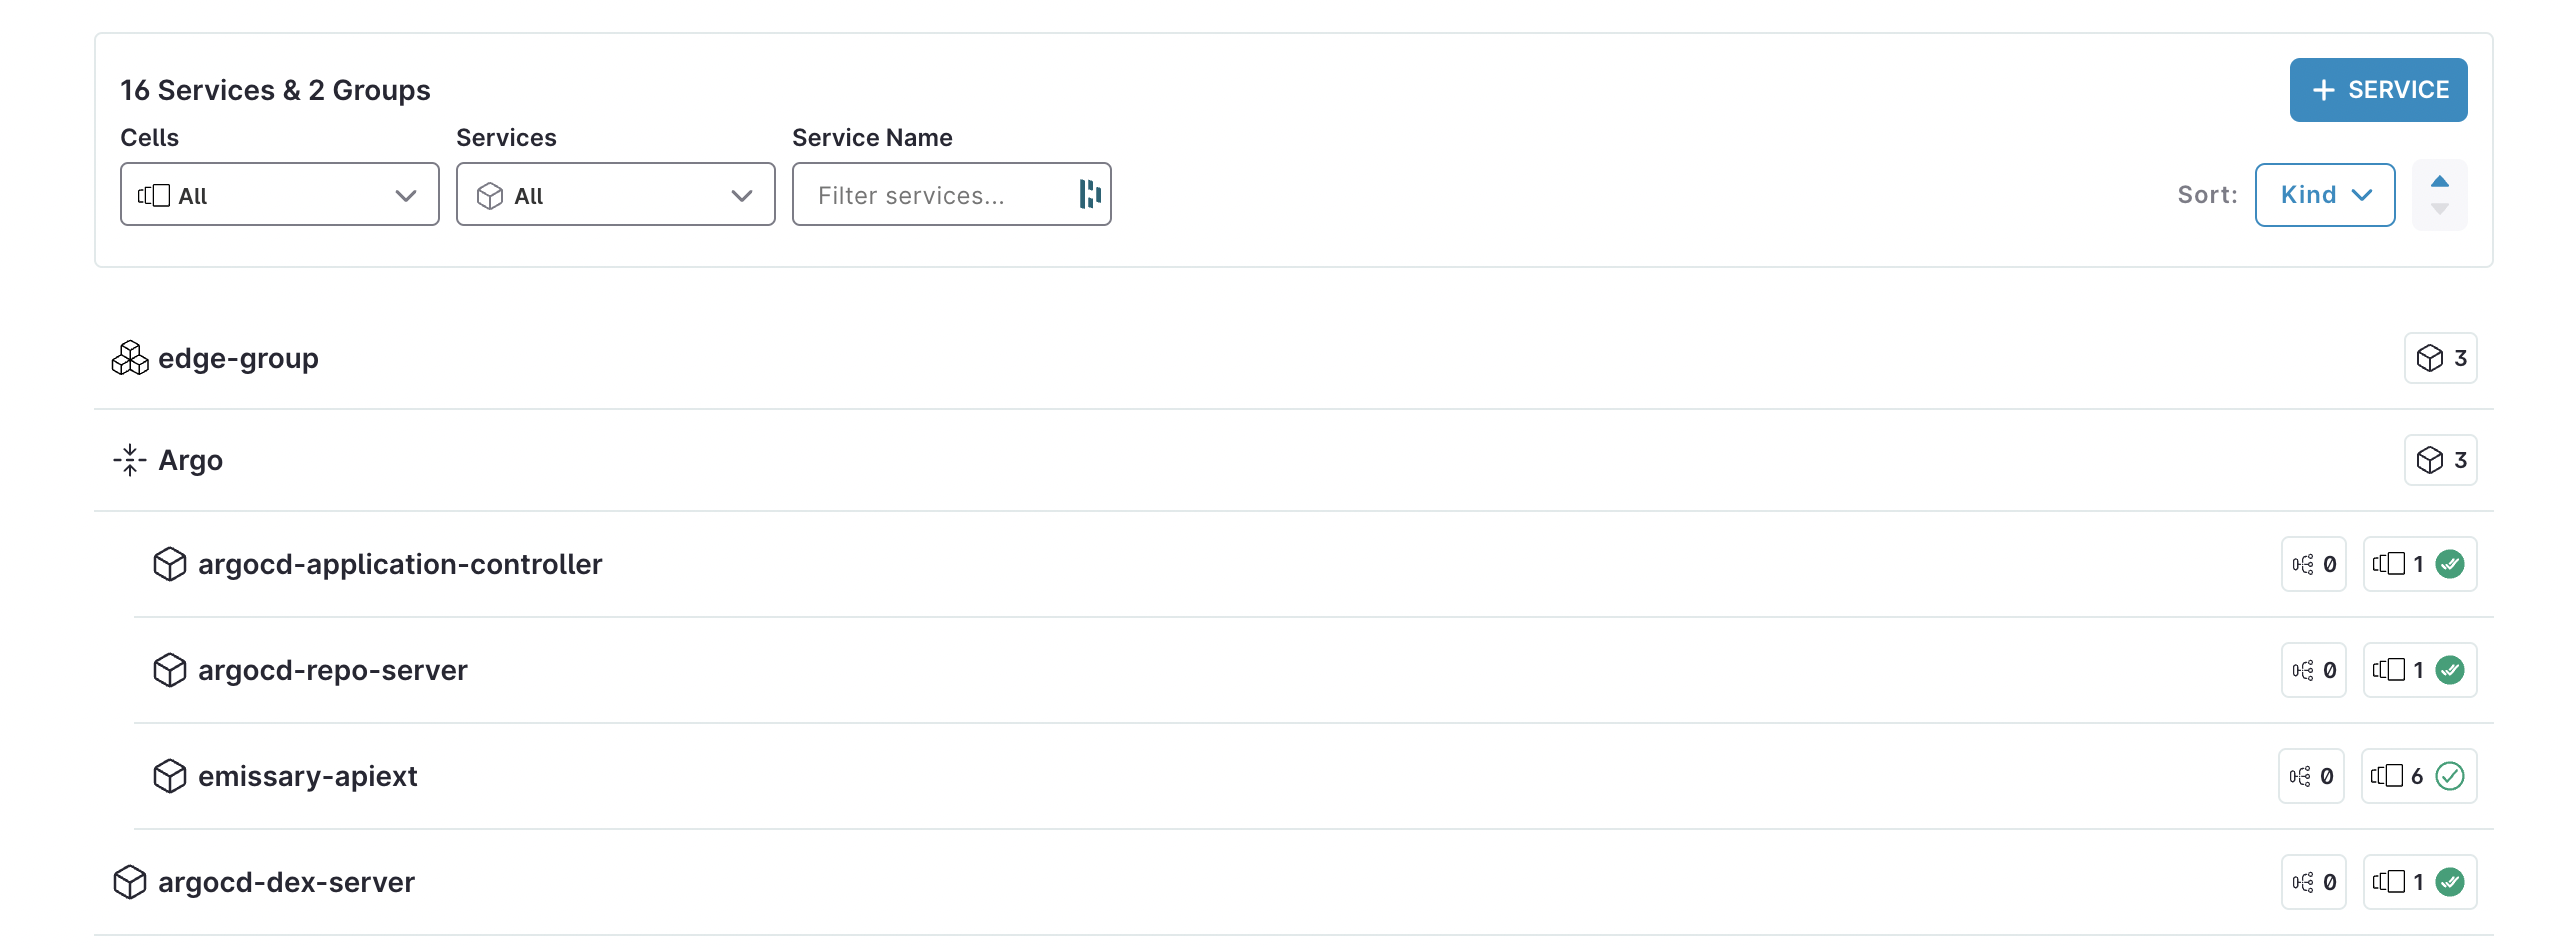 16 Services & 2 Groups
+ SERVICE
Cells
Services
Service Name
All
All
Filter services...
Sort:
Kind
edge-group
3
Argo
3
argocd-application-controller
0
1
argocd-repo-server
0
1
emissary-apiext
0
6
argocd-dex-server
0
1